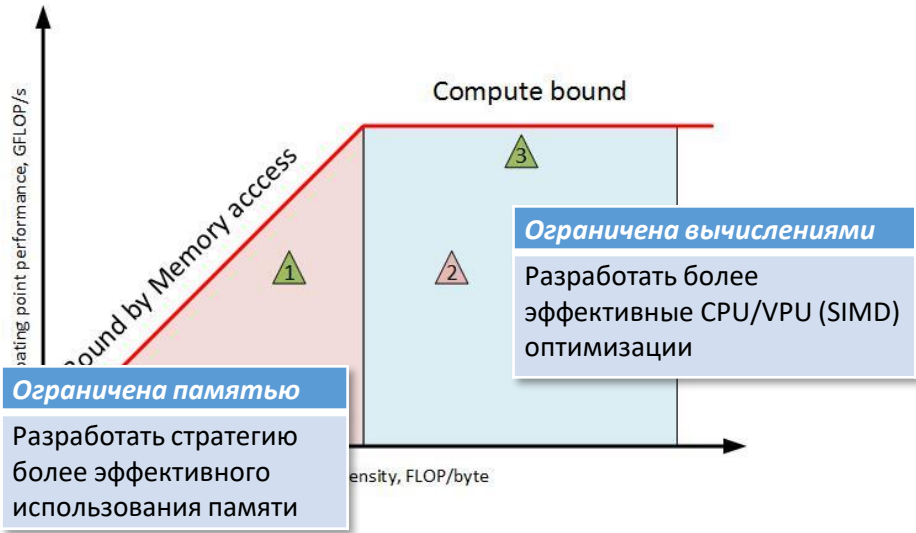 Compute bound
Bound by Memory acccess
point performance, GFLOP/s
3
1
2
Ограничена вычислениями
Разработать более
эффективные CPU/VPU (SIMD)
оптимизации
Ограничена памятью
Разработать стратегию
более эффективного
использования памяти
ensity, FLOP/byte